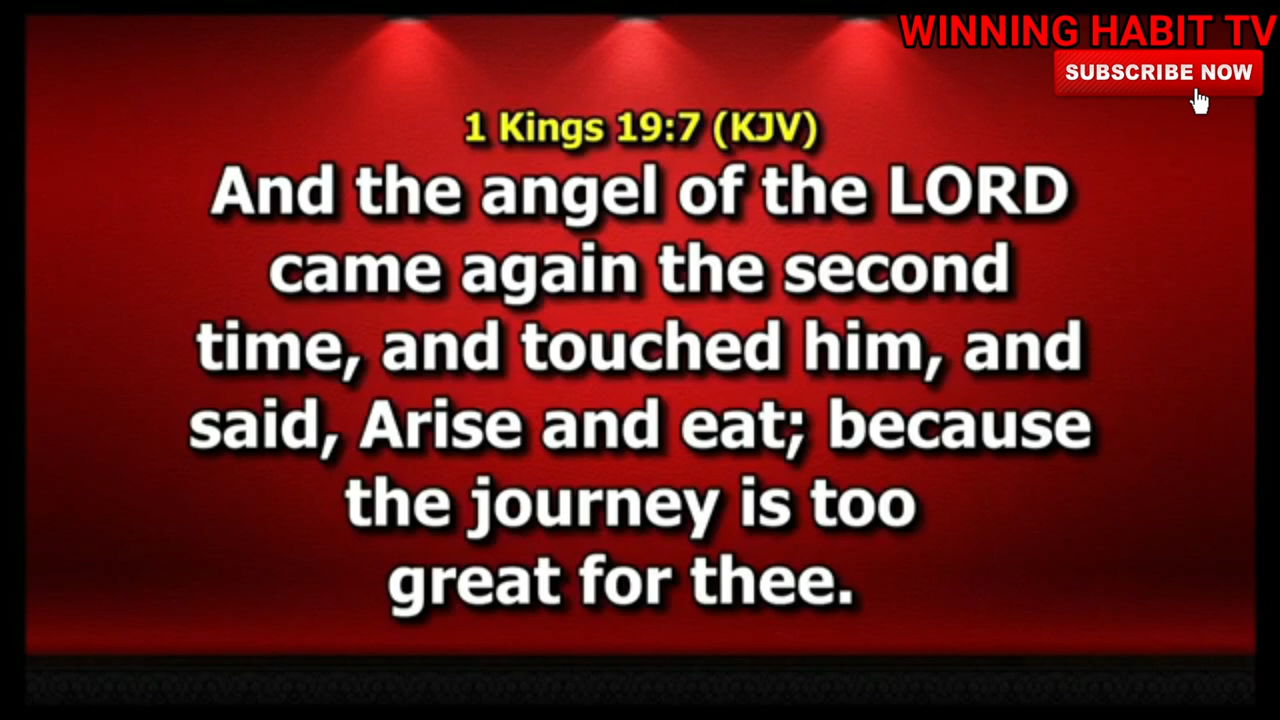 WINNING HABIT TV
SUBSCRIBE NOW
1 Kings 19:7 (KJV)
And the angel of the LORD
came again the second
time, and touched him, and
said, Arise and eat; because
the journey is too
great for thee.